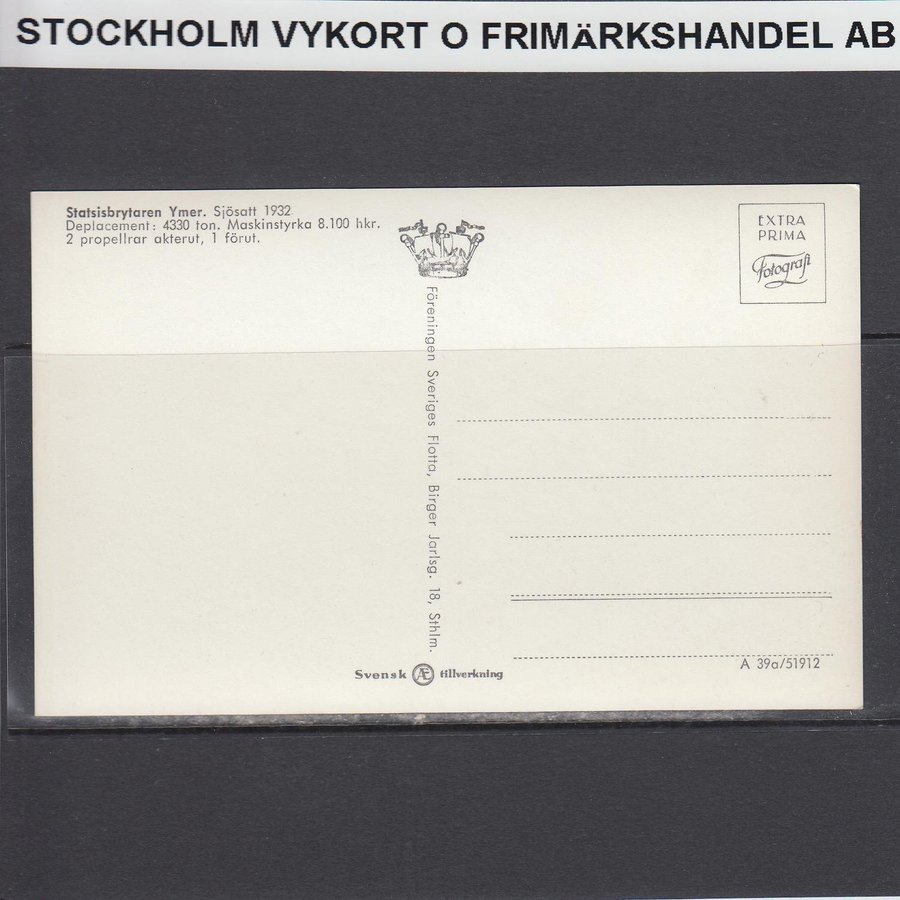 STOCKHOLM VYKORT O FRIMÄRKSHANDEL AB
Statsisbrytaren Ymer. Sjösatt 1932
Deplacement: 4330 ton. Maskinstyrka 8.100 hkr.
2 propellrar akterut, 1 förut.
EXTRA
PRIMA
Fotografi
Föreningen Sveriges Flotta, Birger Jarlsg. 18, Sthlm.
A 39a/51912
Svensk Æ tillverkning